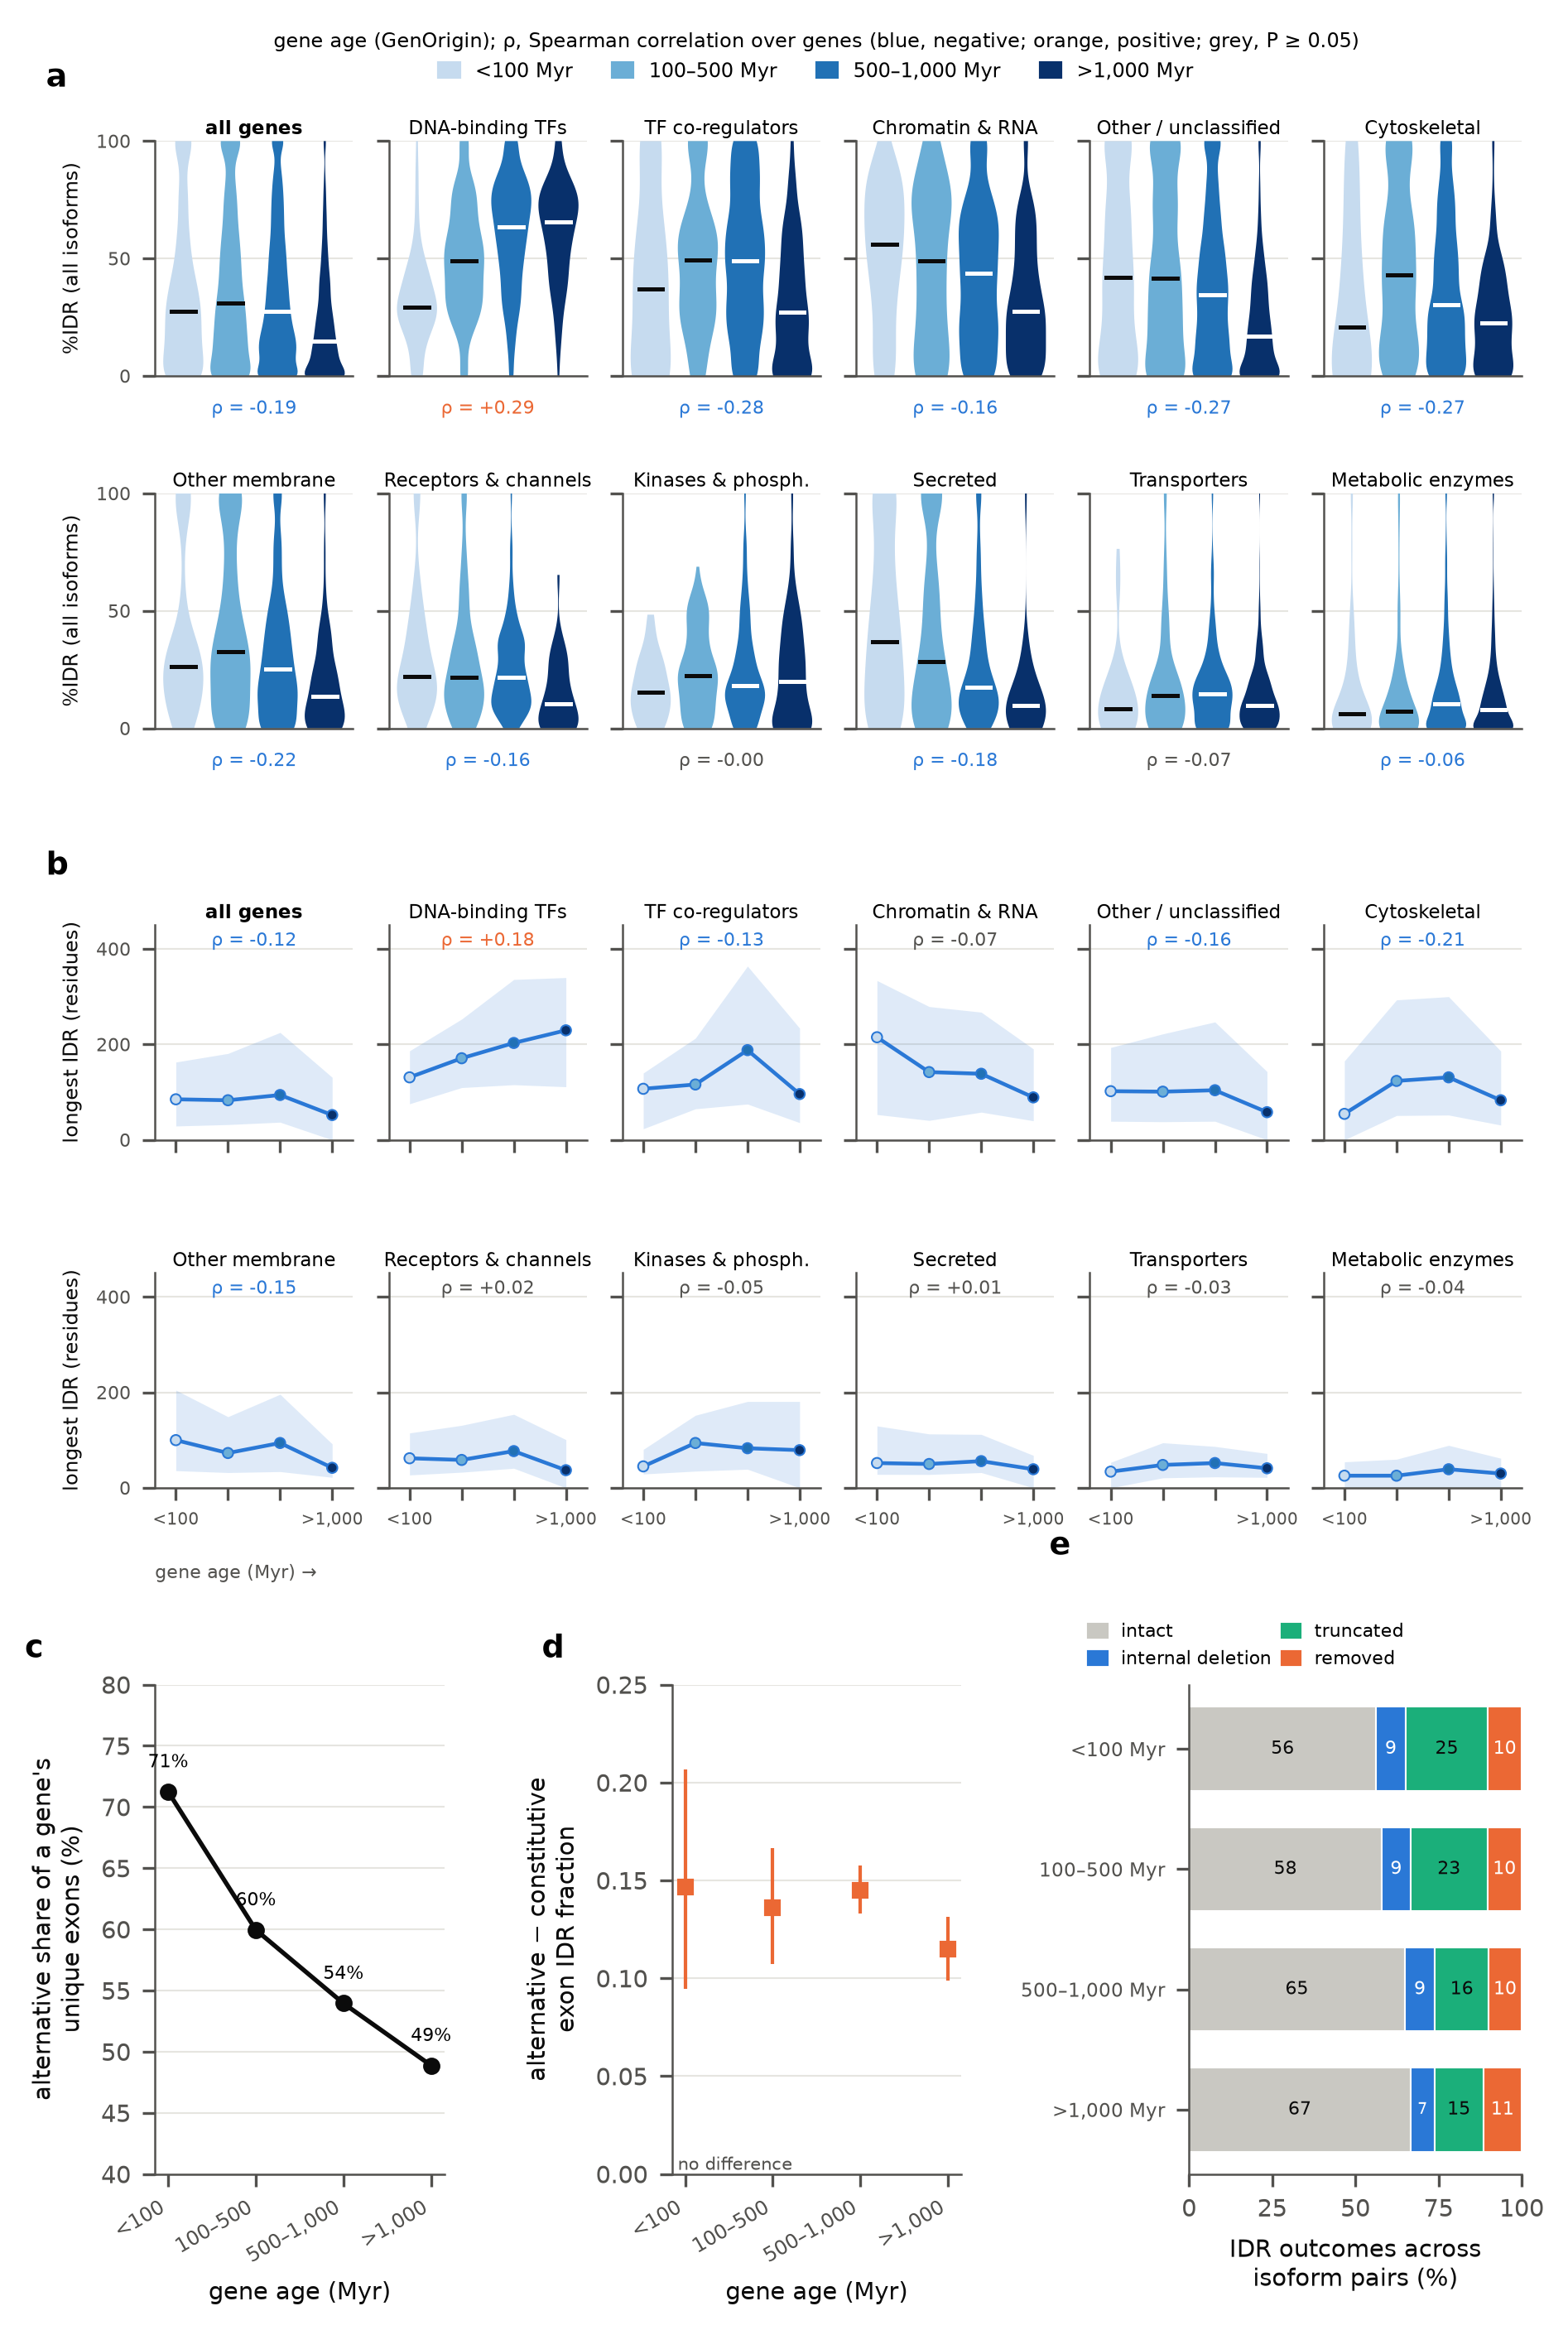 gene age (GenOrigin); ρ, Spearman correlation over genes (blue, negative; orange, positive; grey, P ≥ 0.05)
a
<100 Myr 100–500 Myr 500–1,000 Myr >1,000 Myr
all genes DNA-binding TFs TF co-regulators Chromatin & RNA Other / unclassified Cytoskeletal
%IDR (all isoforms)
100
50
0
ρ = -0.19 ρ = +0.29 ρ = -0.28 ρ = -0.16 ρ = -0.27 ρ = -0.27
Other membrane Receptors & channels Kinases & phosph. Secreted Transporters Metabolic enzymes
%IDR (all isoforms)
100
50
0
ρ = -0.22 ρ = -0.16 ρ = -0.00 ρ = -0.18 ρ = -0.07 ρ = -0.06
b
all genes DNA-binding TFs TF co-regulators Chromatin & RNA Other / unclassified Cytoskeletal
ρ = -0.12 ρ = +0.18 ρ = -0.13 ρ = -0.07 ρ = -0.16 ρ = -0.21
longest IDR (residues)
400
200
0
Other membrane Receptors & channels Kinases & phosph. Secreted Transporters Metabolic enzymes
ρ = -0.15 ρ = +0.02 ρ = -0.05 ρ = +0.01 ρ = -0.03 ρ = -0.04
longest IDR (residues)
400
200
0
<100 >1,000 <100 >1,000 <100 >1,000 <100 >1,000 <100 >1,000 <100 >1,000
gene age (Myr) →
c
alternative share of a gene's
unique exons (%)
80
75
70
65
60
55
50
45
40
71%
60%
54%
49%
<100 100–500 500–1,000 >1,000
gene age (Myr)
d
alternative − constitutive
exon IDR fraction
0.25
0.20
0.15
0.10
0.05
0.00
no difference
<100 100–500 500–1,000 >1,000
gene age (Myr)
e
intact truncated
internal deletion removed
<100 Myr 56 9 25 10
100–500 Myr 58 9 23 10
500–1,000 Myr 65 9 16 10
>1,000 Myr 67 7 15 11
0 25 50 75 100
IDR outcomes across
isoform pairs (%)